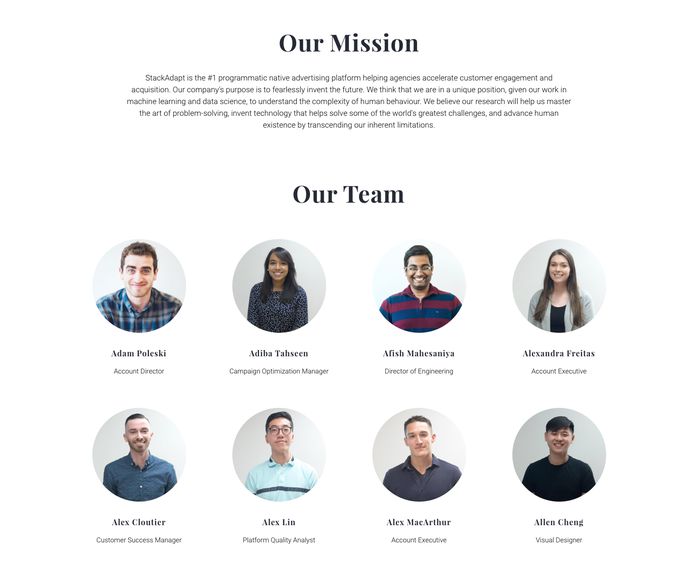 Our Mission
StackAdapt is the #1 programmatic native advertising platform helping agencies accelerate customer engagement and
acquisition. Our company's purpose is to fearlessly invent the future. We think that we are in a unique position, given our work in
machine learning and data science, to understand the complexity of human behaviour. We believe our research will help us master
the art of problem-solving, invent technology that helps solve some of the world's greatest challenges, and advance human
existence by transcending our inherent limitations.
Our Team
Adam Poleski
Adiba Tahseen
Afish Mahesaniya
Alexandra Freitas
Account Director
Campaign Optimization Manager
Director of Engineering
Account Executive
Alex Cloutier
Alex Lin
Alex MacArthur
Allen Cheng
Customer Success Manager
Platform Quality Analyst
Account Executive
Visual Designer